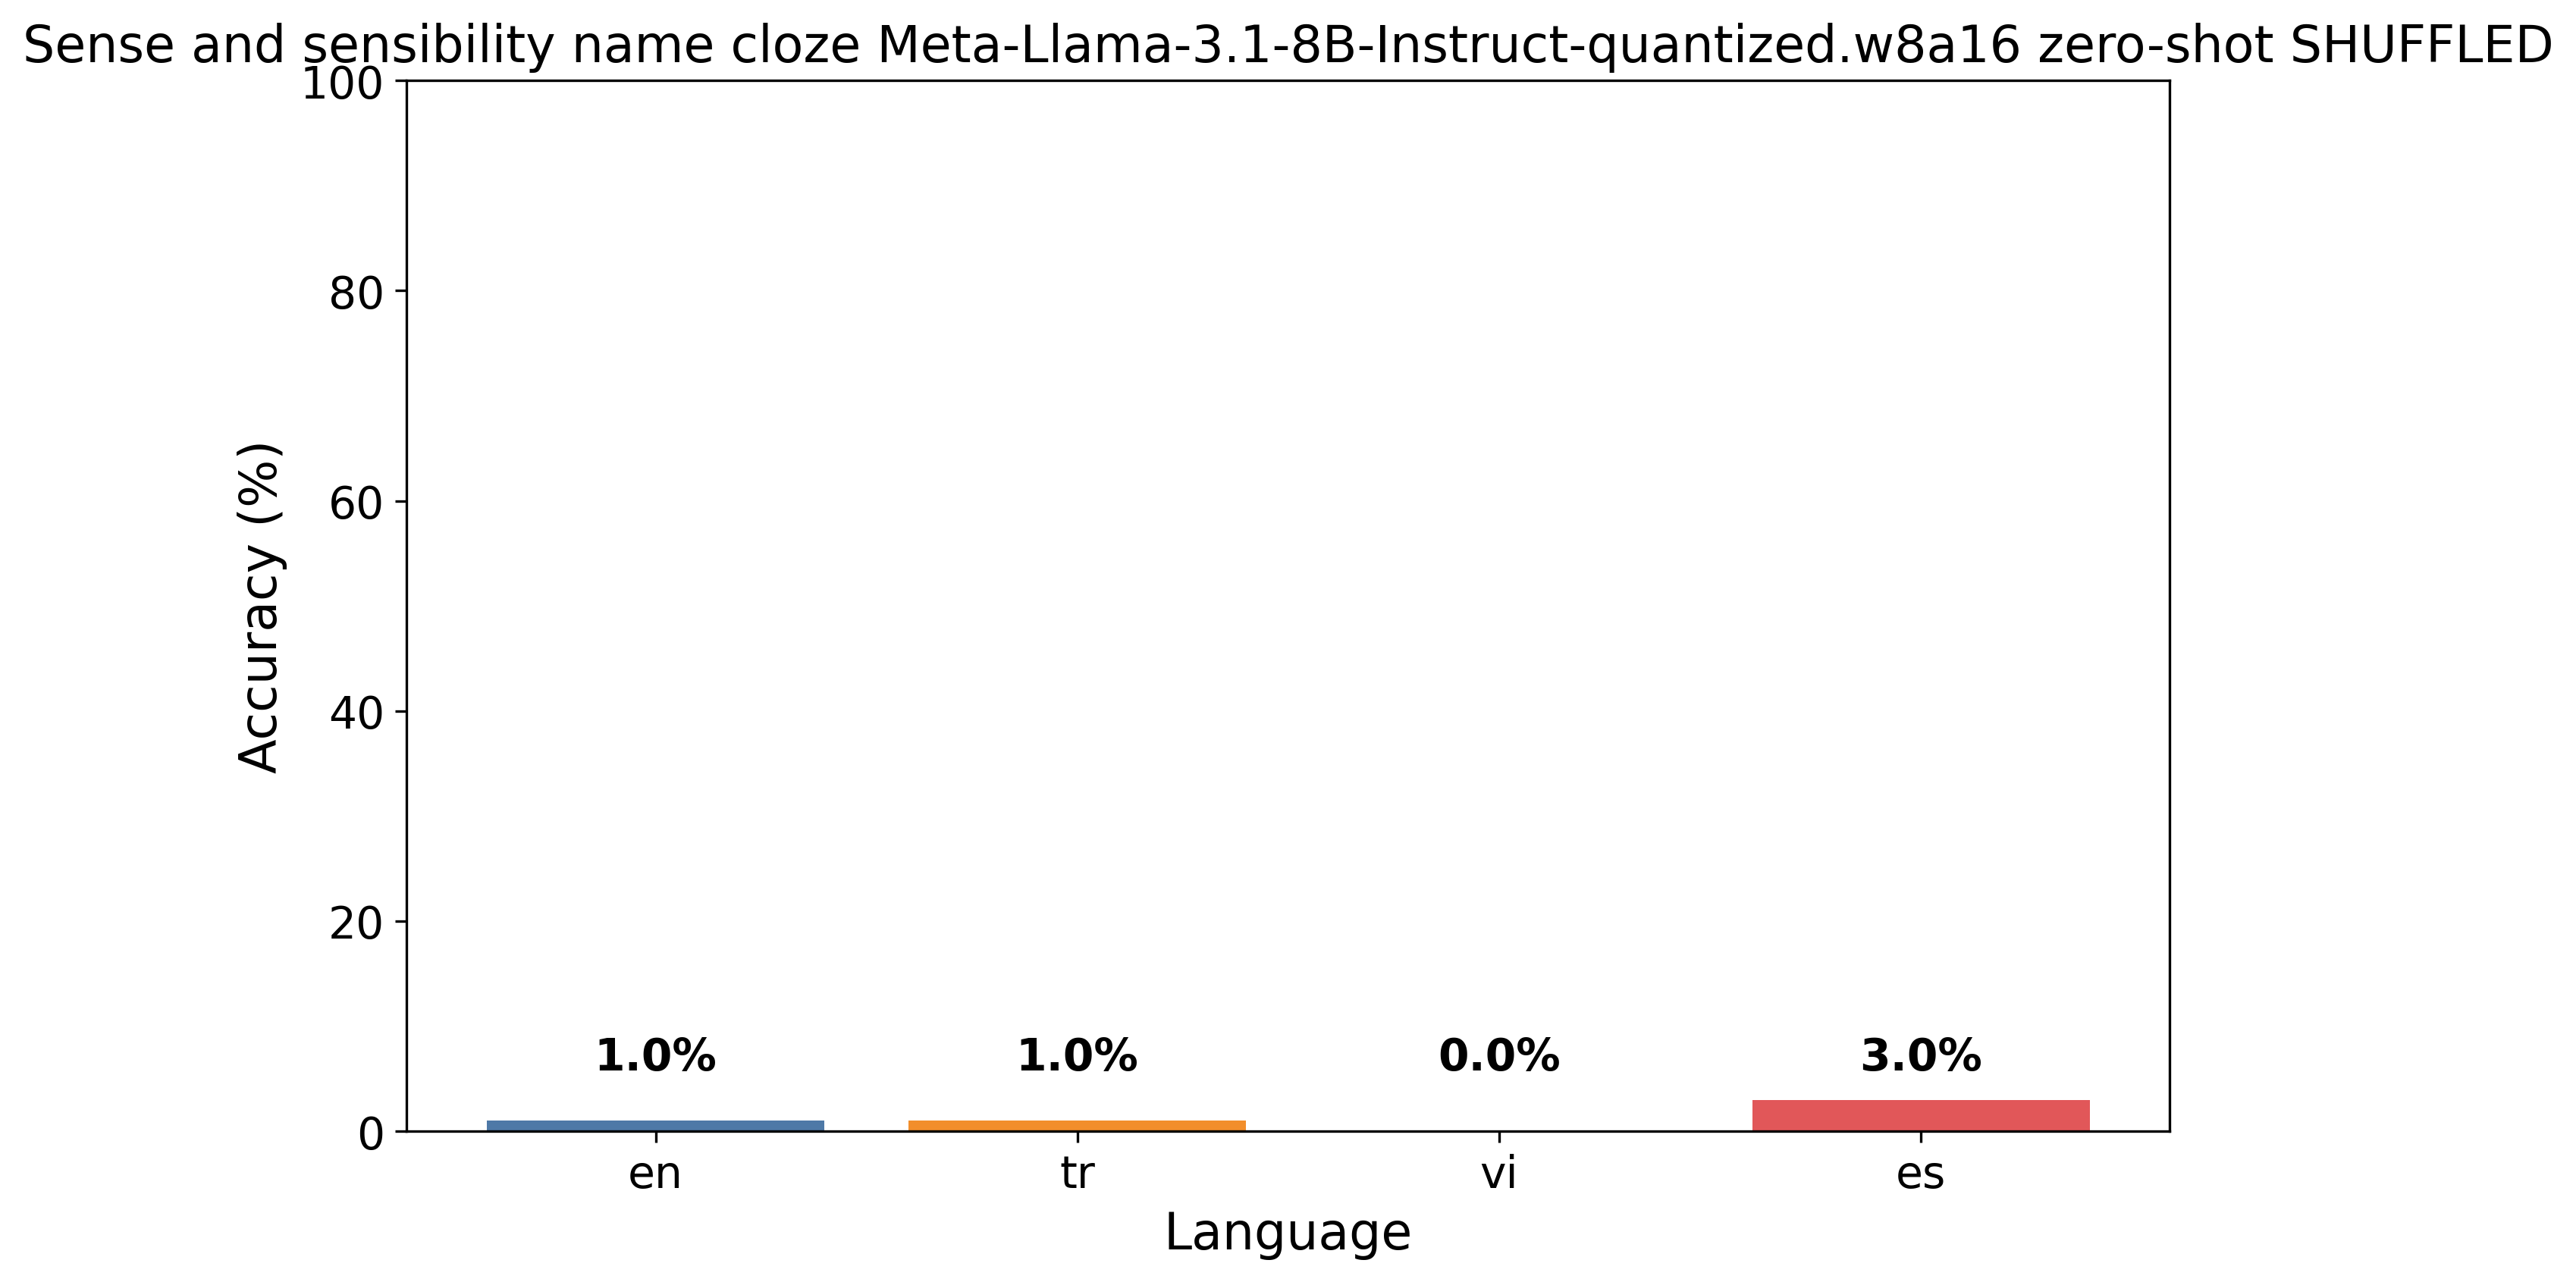 Sense and sensibility name cloze Meta-Llama-3.1-8B-Instruct-quantized.w8a16 zero-shot SHUFFLED
100
80
60
40
20
0
Accuracy (%)
1.0%
1.0%
0.0%
3.0%
en
tr
vi
es
Language